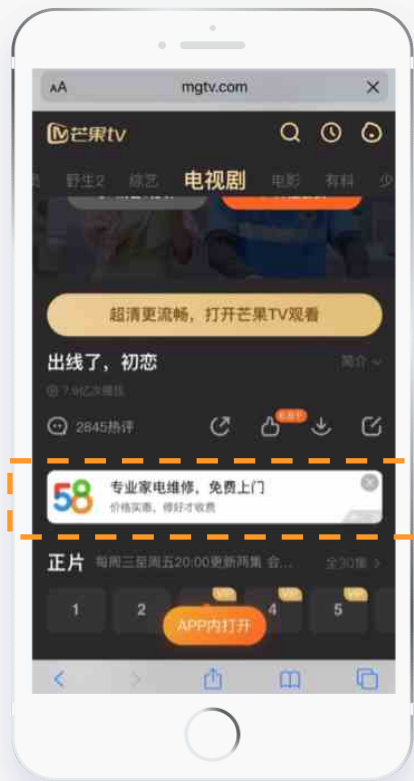 AA mgtv.com
芒果tv
野生2 综艺 电视剧 电影 有料 少
超清更流畅，打开芒果TV观看
出线了，初恋 简介
7.9亿次播放
2845热评
58 专业家电维修，免费上门
价格实惠，修好才收费
正片 每周三至周五20:00更新两集 会... 全30集
VIP VIP VIP
1 2 4 5
APP内打开